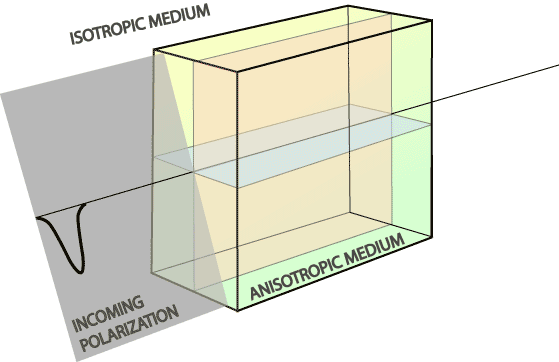 ISOTROPIC MEDIUM
ANISOTROPIC MEDIUM
INCOMING
POLARIZATION